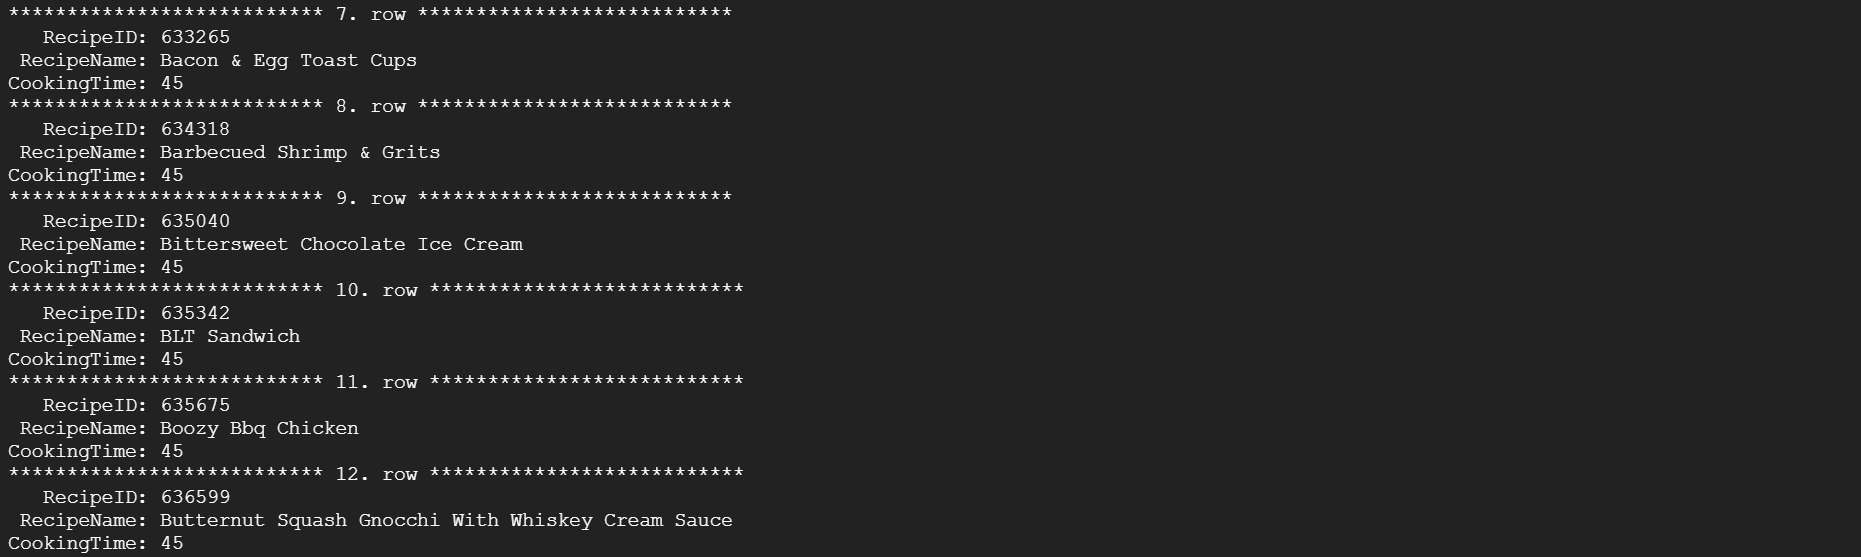 *************************** 7. row ***************************
   RecipeID: 633265
 RecipeName: Bacon & Egg Toast Cups
CookingTime: 45
*************************** 8. row ***************************
   RecipeID: 634318
 RecipeName: Barbecued Shrimp & Grits
CookingTime: 45
*************************** 9. row ***************************
   RecipeID: 635040
 RecipeName: Bittersweet Chocolate Ice Cream
CookingTime: 45
*************************** 10. row ***************************
   RecipeID: 635342
 RecipeName: BLT Sandwich
CookingTime: 45
*************************** 11. row ***************************
   RecipeID: 635675
 RecipeName: Boozy Bbq Chicken
CookingTime: 45
*************************** 12. row ***************************
   RecipeID: 636599
 RecipeName: Butternut Squash Gnocchi With Whiskey Cream Sauce
CookingTime: 45